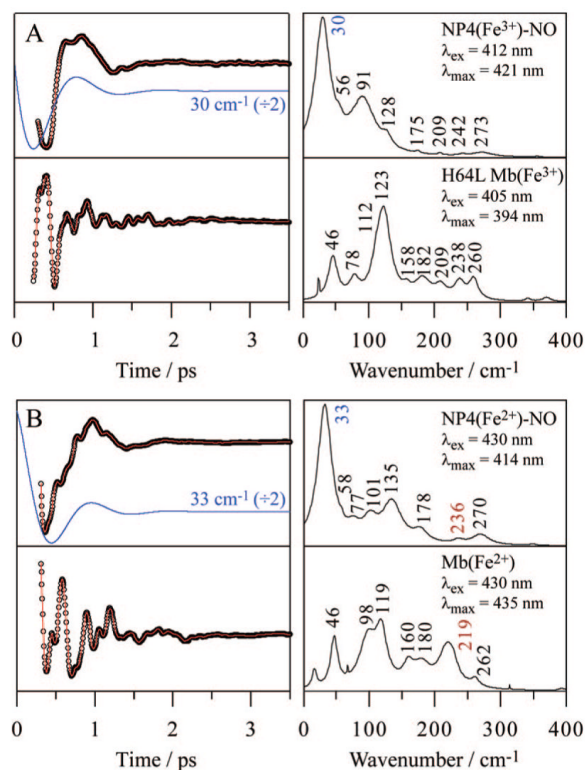 A
30 cm⁻¹ (÷2)
0 1 2 3
Time / ps
NP4(Fe³⁺)-NO
λex = 412 nm
λmax = 421 nm
30
56
91
128
175
209
242
273
H64L Mb(Fe³⁺)
λex = 405 nm
λmax = 394 nm
46
78
112
123
158
182
209
238
260
0 100 200 300 400
Wavenumber / cm⁻¹
B
33 cm⁻¹ (÷2)
0 1 2 3
Time / ps
NP4(Fe²⁺)-NO
λex = 430 nm
λmax = 414 nm
33
58
77
101
135
178
236
270
Mb(Fe²⁺)
λex = 430 nm
λmax = 435 nm
46
98
119
160
180
219
262
0 100 200 300 400
Wavenumber / cm⁻¹